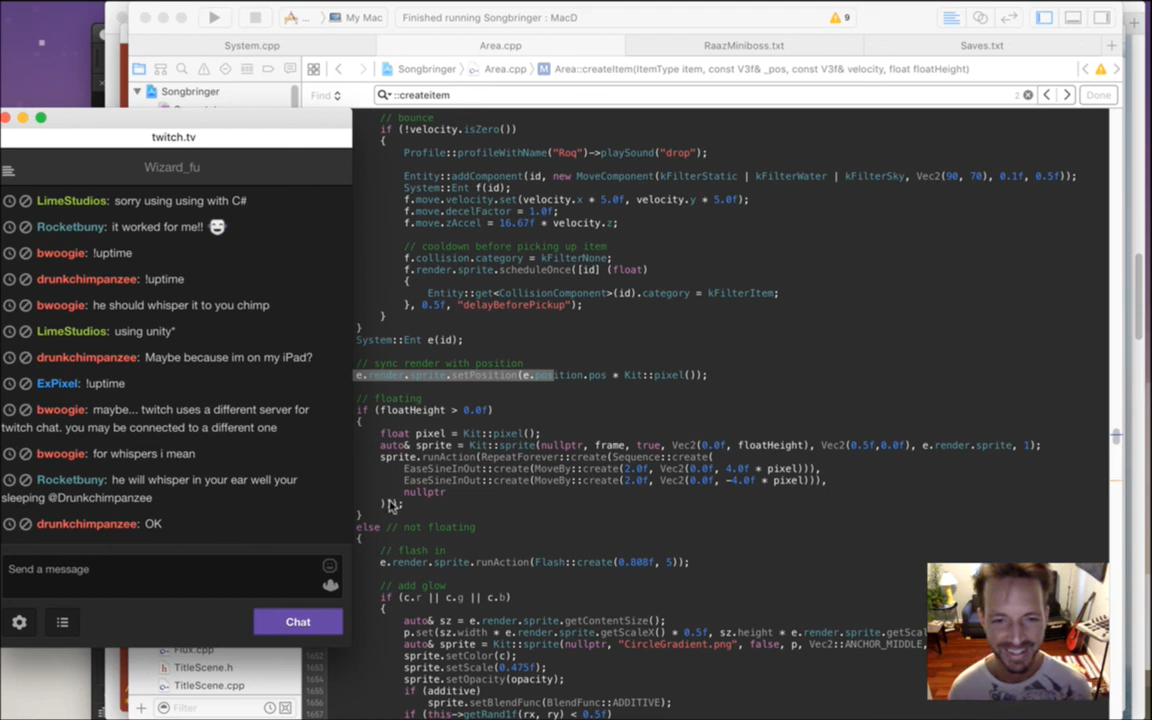 My Mac
Finished running Songbringer : MacD
9
System.cpp
Area.cpp
RaazMiniboss.txt
Saves.txt
Songbringer
Area.cpp
Area::createItem(ItemType item, const V3f& _pos, const V3f& velocity, float floatHeight)
Songbringer
Find
::createitem
2
Done
twitch.tv
Wizard_fu
LimeStudios: sorry using using with C#
Rocketbuny: it worked for me!!
bwoogie: !uptime
drunkchimpanzee: !uptime
bwoogie: he should whisper it to you chimp
LimeStudios: using unity*
drunkchimpanzee: Maybe because im on my iPad?
ExPixel: !uptime
bwoogie: maybe... twitch uses a different server for
twitch chat. you may be connected to a different one
bwoogie: for whispers i mean
Rocketbuny: he will whisper in your ear well your
sleeping @Drunkchimpanzee
drunkchimpanzee: OK
Send a message
Chat
Flux.cpp
TitleScene.h
TitleScene.cpp
Filter
// bounce
if (!velocity.isZero())
{
Profile::profileWithName("Roq")->playSound("drop");
Entity::addComponent(id, new MoveComponent(kFilterStatic | kFilterWater | kFilterSky, Vec2(90, 70), 0.1f, 0.5f));
System::Ent f(id);
f.move.velocity.set(velocity.x * 5.0f, velocity.y * 5.0f);
f.move.decelFactor = 1.0f;
f.move.zAccel = 16.67f * velocity.z;
// cooldown before picking up item
f.collision.category = kFilterNone;
f.render.sprite.scheduleOnce([id] (float)
{
Entity::get<CollisionComponent>(id).category = kFilterItem;
}, 0.5f, "delayBeforePickup");
}
}
System::Ent e(id);
// sync render with position
e.render.sprite.setPosition(e.position.pos * Kit::pixel());
// floating
if (floatHeight > 0.0f)
{
float pixel = Kit::pixel();
auto& sprite = Kit::sprite(nullptr, frame, true, Vec2(0.0f, floatHeight), Vec2(0.5f,0.0f), e.render.sprite, 1);
sprite.runAction(RepeatForever::create(Sequence::create(
EaseSineInOut::create(MoveBy::create(2.0f, Vec2(0.0f, 4.0f * pixel))),
EaseSineInOut::create(MoveBy::create(2.0f, Vec2(0.0f, -4.0f * pixel))),
nullptr
)));
}
else // not floating
{
// flash in
e.render.sprite.runAction(Flash::create(0.808f, 5));
// add glow
if (c.r || c.g || c.b)
{
auto& sz = e.render.sprite.getContentSize();
p.set(sz.width * e.render.sprite.getScaleX() * 0.5f, sz.height * e.render.sprite.getScal
auto& sprite = Kit::sprite(nullptr, "CircleGradient.png", false, p, Vec2::ANCHOR_MIDDLE,
1652 sprite.setColor(c);
1653 sprite.setScale(0.475f);
1654 sprite.setOpacity(opacity);
1655 if (additive)
1656 sprite.setBlendFunc(BlendFunc::ADDITIVE);
1657 if (this->getRand1f(rx, ry) < 0.5f)